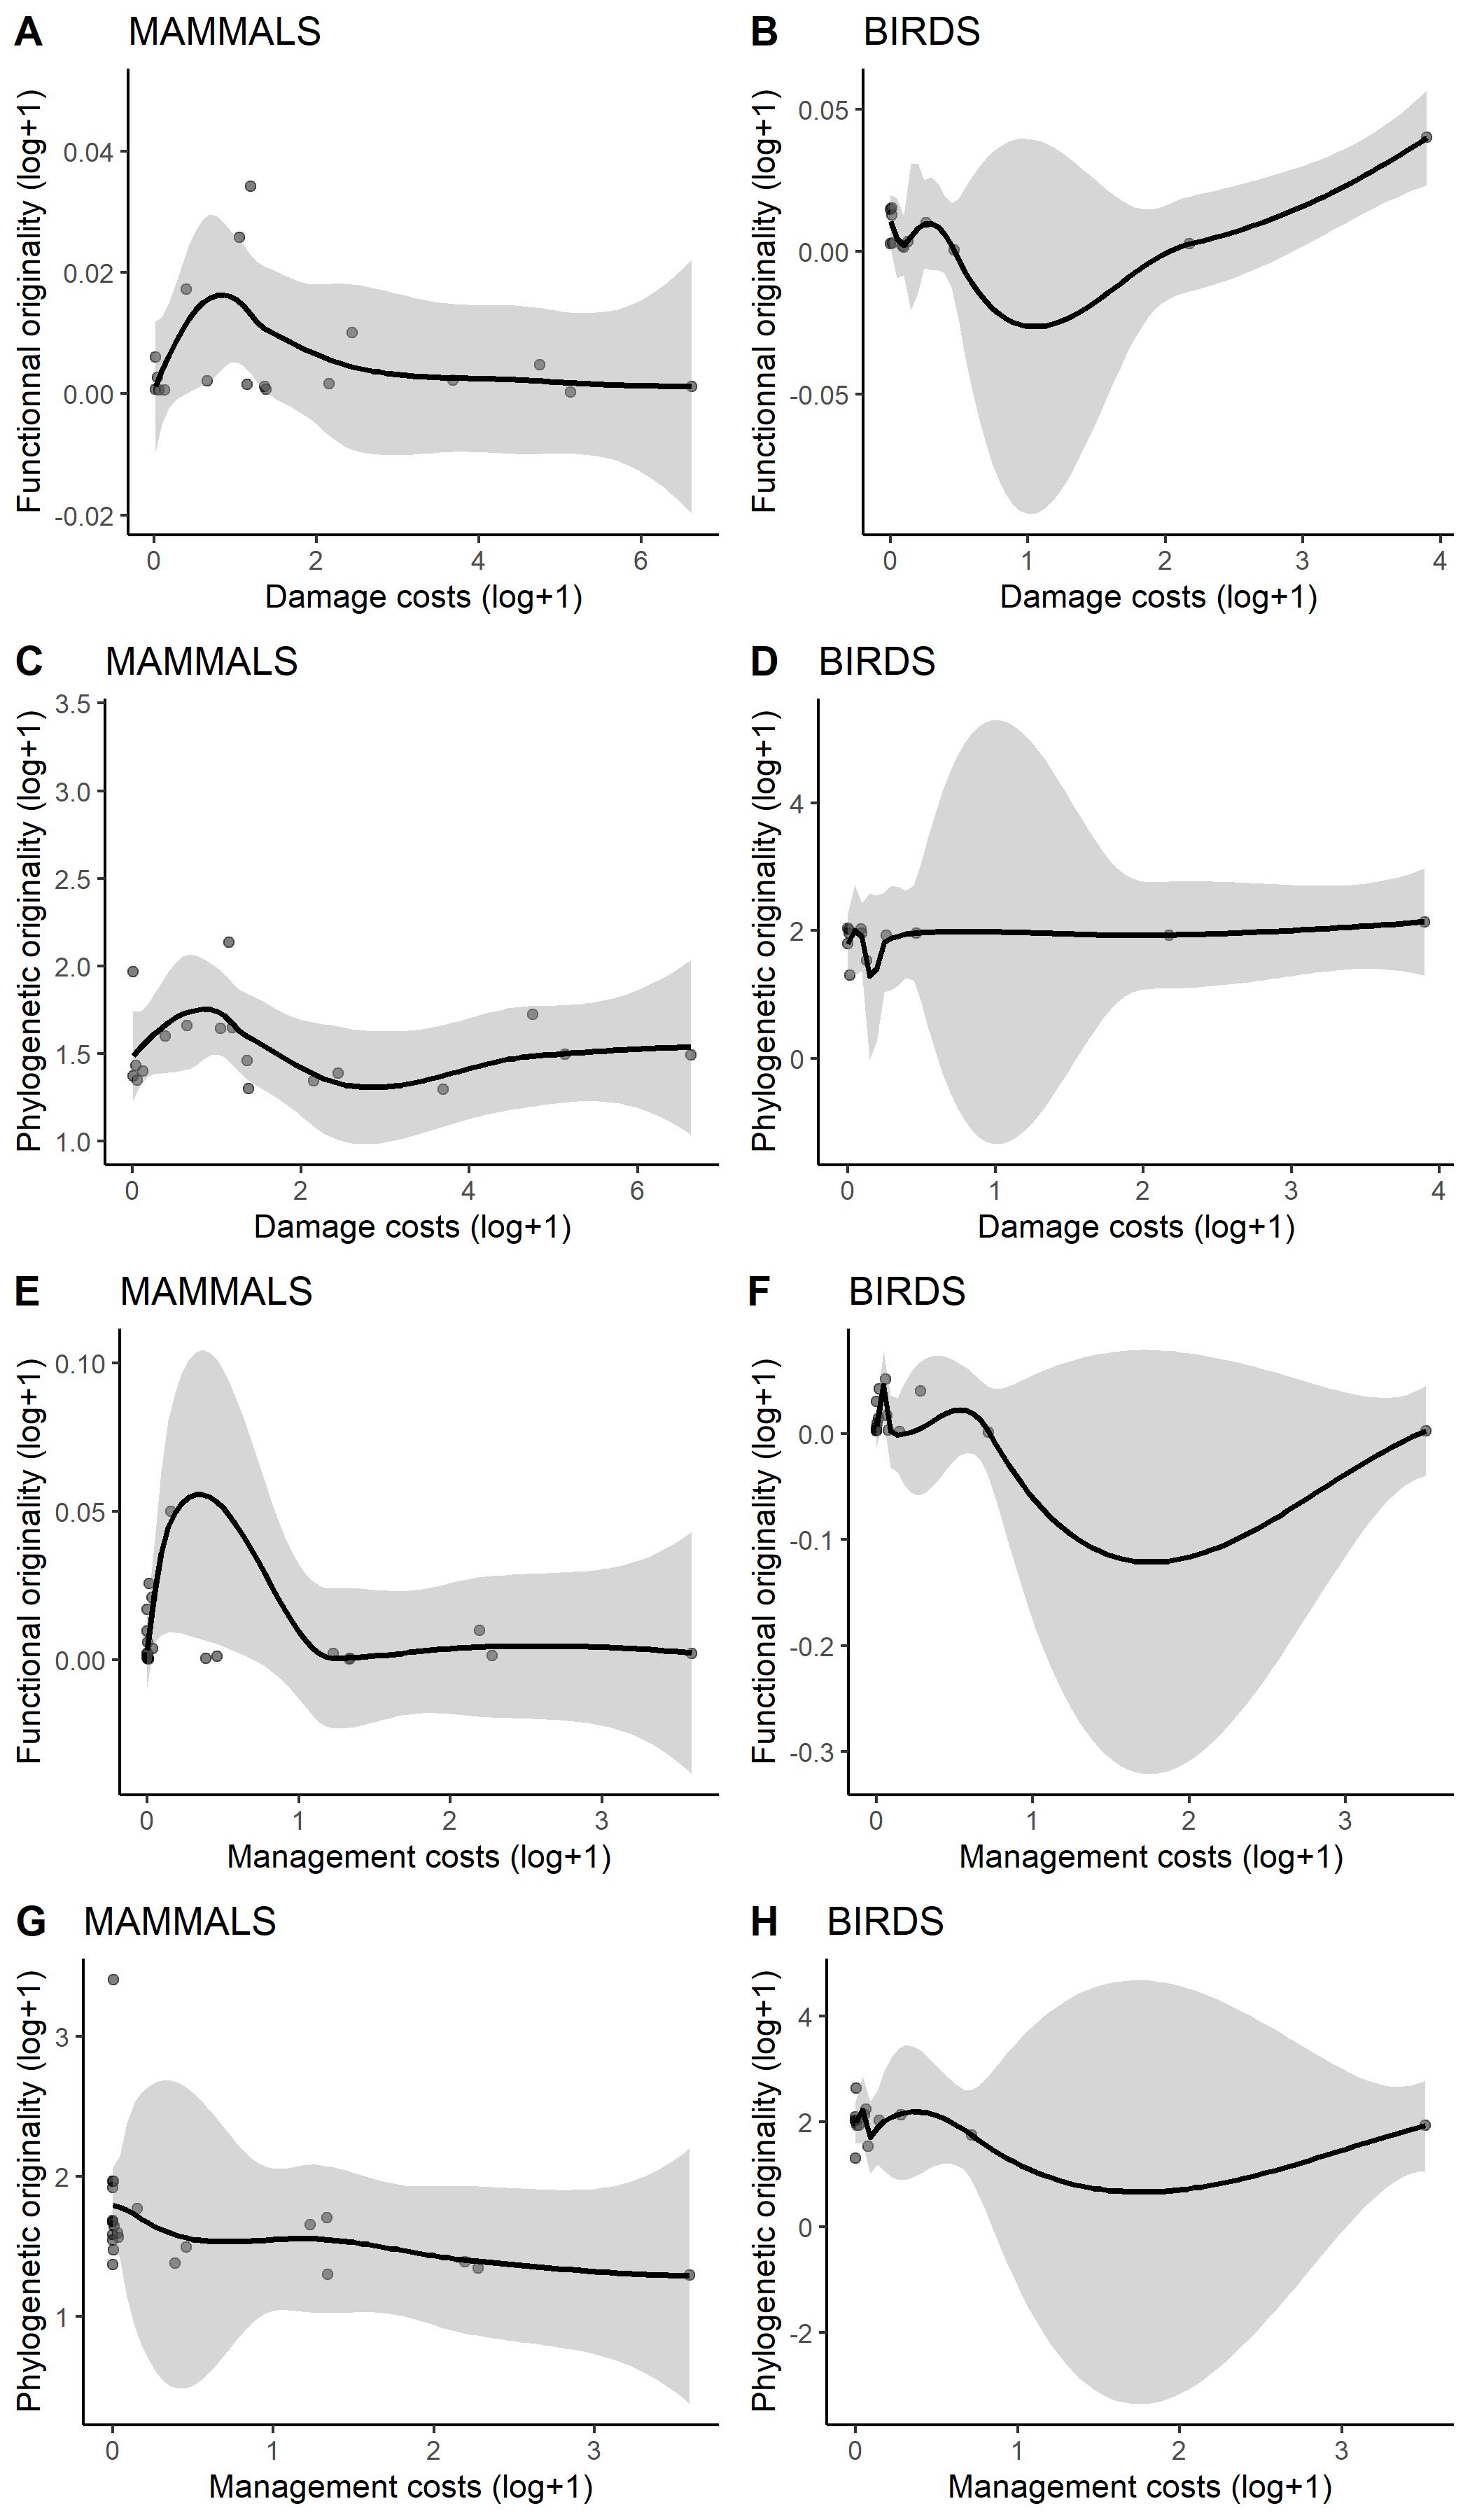 A MAMMALS
Functionnal originality (log+1)
0.04
0.02
0.00
-0.02
0 2 4 6
Damage costs (log+1)
B BIRDS
Functionnal originality (log+1)
0.05
0.00
-0.05
0 1 2 3 4
Damage costs (log+1)
C MAMMALS
Phylogenetic originality (log+1)
3.5
3.0
2.5
2.0
1.5
1.0
0 2 4 6
Damage costs (log+1)
D BIRDS
Phylogenetic originality (log+1)
4
2
0
0 1 2 3 4
Damage costs (log+1)
E MAMMALS
Functional originality (log+1)
0.10
0.05
0.00
0 1 2 3
Management costs (log+1)
F BIRDS
Functional originality (log+1)
0.0
-0.1
-0.2
-0.3
0 1 2 3
Management costs (log+1)
G MAMMALS
Phylogenetic originality (log+1)
3
2
1
0 1 2 3
Management costs (log+1)
H BIRDS
Phylogenetic originality (log+1)
4
2
0
-2
0 1 2 3
Management costs (log+1)